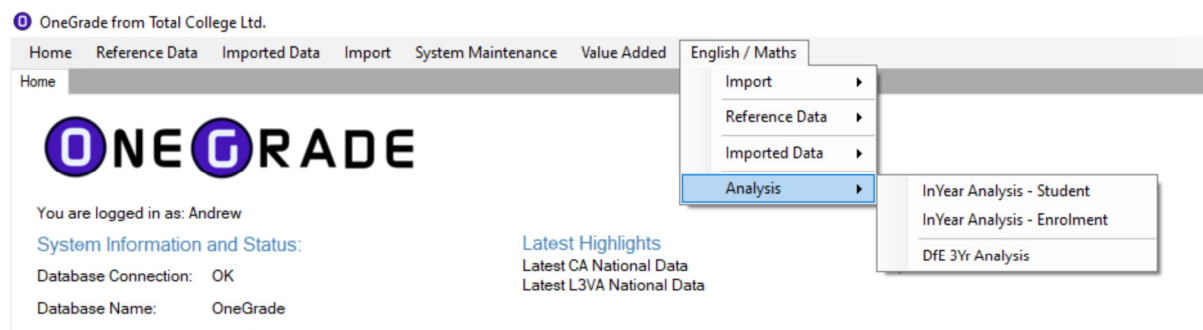 OneGrade from Total College Ltd.
Home Reference Data Imported Data Import System Maintenance Value Added English / Maths
Home
Import
Reference Data
Imported Data
Analysis
InYear Analysis - Student
InYear Analysis - Enrolment
DfE 3Yr Analysis
ONEGRADE
You are logged in as: Andrew
System Information and Status:
Database Connection: OK
Database Name: OneGrade
Latest Highlights
Latest CA National Data
Latest L3VA National Data